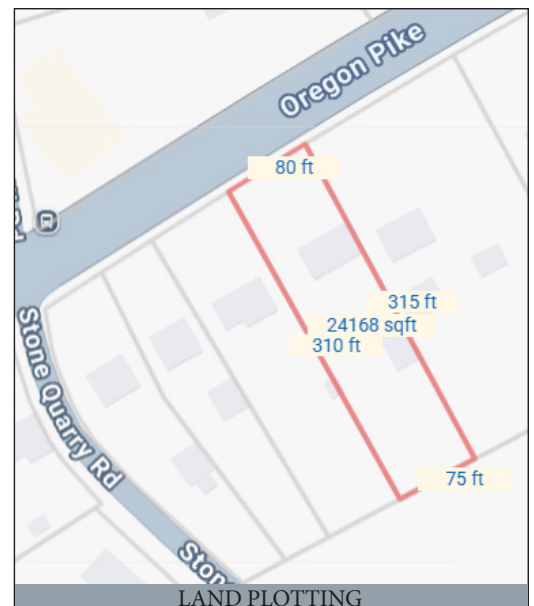 Oregon Pike
80 ft
315 ft
24168 sqft
310 ft
Stone Quarry Rd
75 ft
Ston
LAND PLOTTING